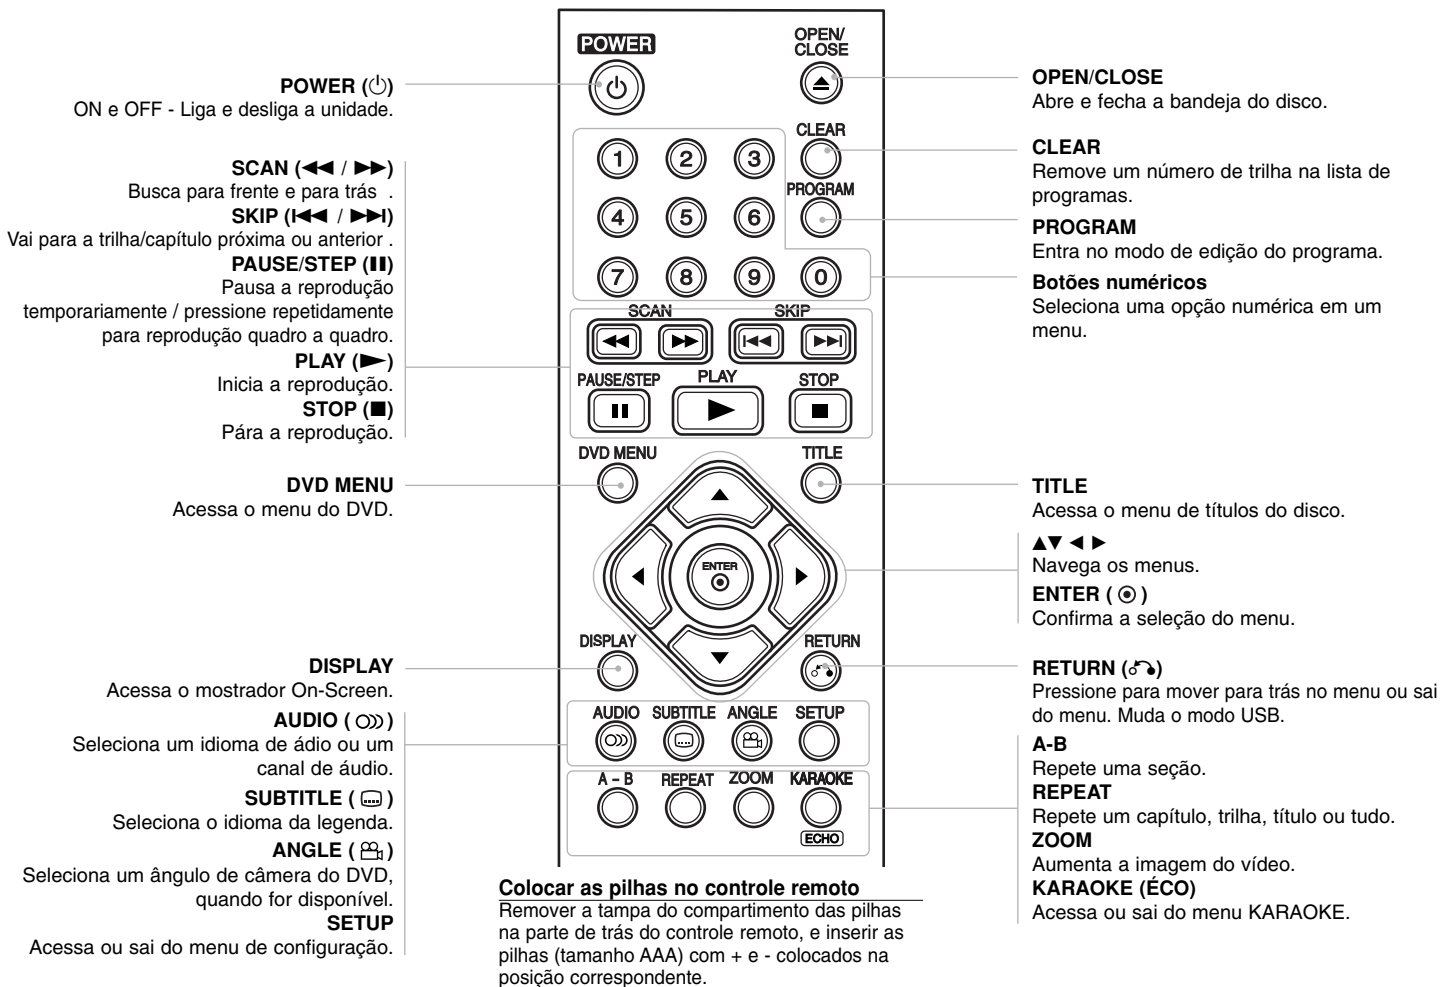 POWER (⏻)
ON e OFF - Liga e desliga a unidade.
SCAN (◀◀ / ▶▶)
Busca para frente e para trás .
SKIP (I◀◀ / ▶▶I)
Vai para a trilha/capítulo próxima ou anterior .
PAUSE/STEP (II)
Pausa a reprodução
temporariamente / pressione repetidamente
para reprodução quadro a quadro.
PLAY (▶)
Inicia a reprodução.
STOP (■)
Pára a reprodução.
DVD MENU
Acessa o menu do DVD.
DISPLAY
Acessa o mostrador On-Screen.
AUDIO ( )
Seleciona um idioma de ádio ou um
canal de áudio.
SUBTITLE ( )
Seleciona o idioma da legenda.
ANGLE ( )
Seleciona um ângulo de câmera do DVD,
quando for disponível.
SETUP
Acessa ou sai do menu de configuração.
POWER
OPEN/
CLOSE
CLEAR
1 2 3
PROGRAM
4 5 6
7 8 9 0
SCAN SKIP
PAUSE/STEP PLAY STOP
DVD MENU TITLE
ENTER
DISPLAY RETURN
AUDIO SUBTITLE ANGLE SETUP
A – B REPEAT ZOOM KARAOKE
ECHO
Colocar as pilhas no controle remoto
Remover a tampa do compartimento das pilhas
na parte de trás do controle remoto, e inserir as
pilhas (tamanho AAA) com + e - colocados na
posição correspondente.
OPEN/CLOSE
Abre e fecha a bandeja do disco.
CLEAR
Remove um número de trilha na lista de
programas.
PROGRAM
Entra no modo de edição do programa.
Botões numéricos
Seleciona uma opção numérica em um
menu.
TITLE
Acessa o menu de títulos do disco.
▲▼ ◀ ▶
Navega os menus.
ENTER ( ◉ )
Confirma a seleção do menu.
RETURN ( )
Pressione para mover para trás no menu ou sai
do menu. Muda o modo USB.
A-B
Repete uma seção.
REPEAT
Repete um capítulo, trilha, título ou tudo.
ZOOM
Aumenta a imagem do vídeo.
KARAOKE (ÉCO)
Acessa ou sai do menu KARAOKE.